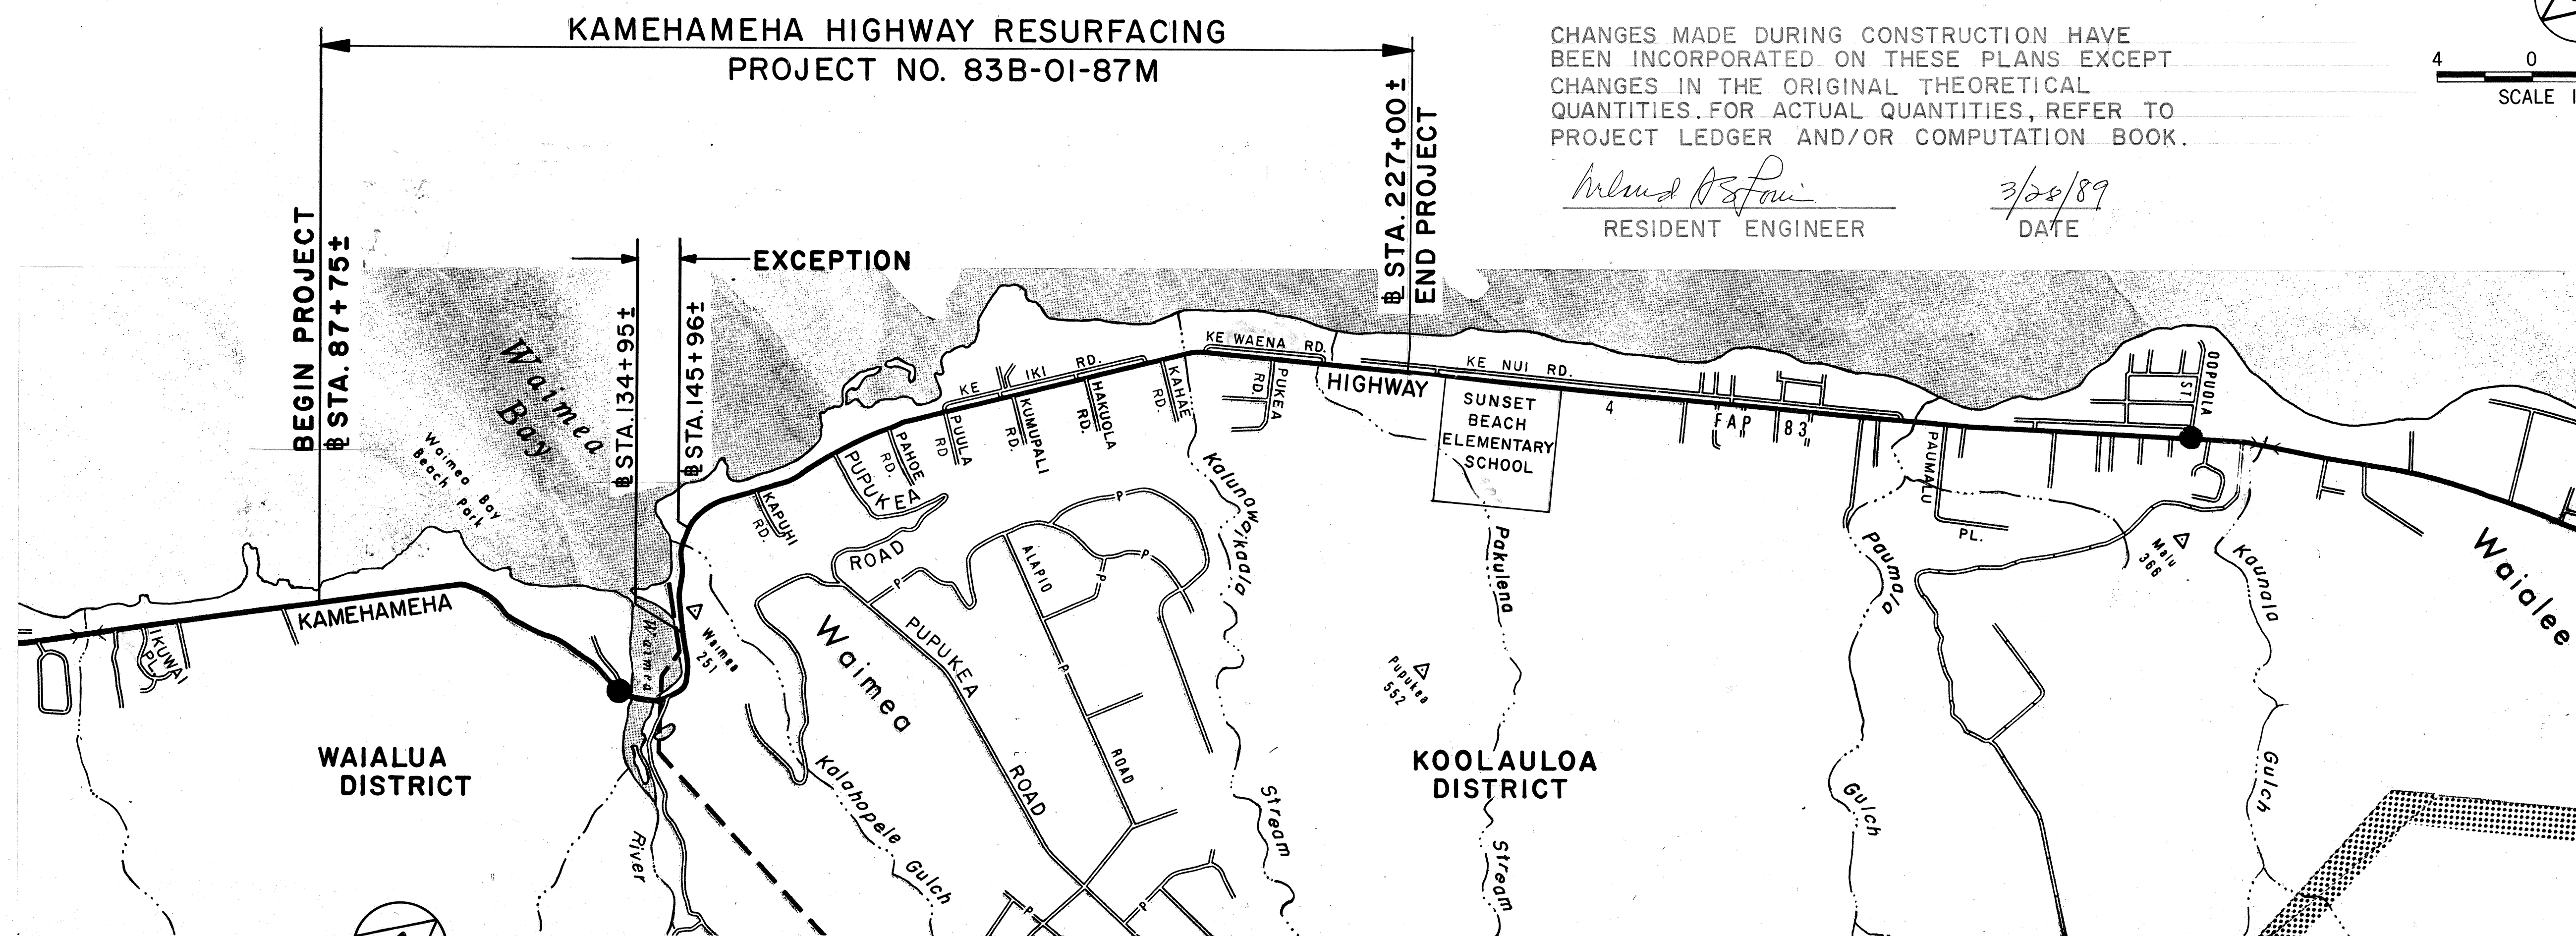 KAMEHAMEHA HIGHWAY RESURFACING
PROJECT NO. 83B-01-87M
CHANGES MADE DURING CONSTRUCTION HAVE
BEEN INCORPORATED ON THESE PLANS EXCEPT
CHANGES IN THE ORIGINAL THEORETICAL
QUANTITIES. FOR ACTUAL QUANTITIES, REFER TO
PROJECT LEDGER AND/OR COMPUTATION BOOK.
3/28/89
RESIDENT ENGINEER
DATE
4 0
SCALE
BEGIN PROJECT
STA. 87+75±
STA. 134+95±
STA. 145+96±
EXCEPTION
STA. 227+00±
END PROJECT
Waimea
Bay
Waimea Bay
Beach Park
KE IKI RD.
KE WAENA RD.
KE NUI RD.
HIGHWAY
SUNSET
BEACH
ELEMENTARY
SCHOOL
4
FAP 83
OOPUOLA
ST
KAPUHI
RD.
PUPUKEA
ROAD
PAHOE
RD.
PUULA
RD
KUMUPALI
RD.
HAKUOLA
RD.
KAHAE
RD.
PUKEA
RD.
PAUMALU
PL.
KAMEHAMEHA
IKUWAI
PL.
Waimea
River
Waimea
251
Waimea
PUPUKEA
ROAD
ALAPIO
ROAD
P
P
P
P
P
P
P
Kalunawaikaala
Stream
Kalahopele Gulch
Pakulena
Stream
Pupukea
552
Paumalu
Gulch
Malu
366
Kaunala
Gulch
Waialee
WAIALUA
DISTRICT
KOOLAULOA
DISTRICT